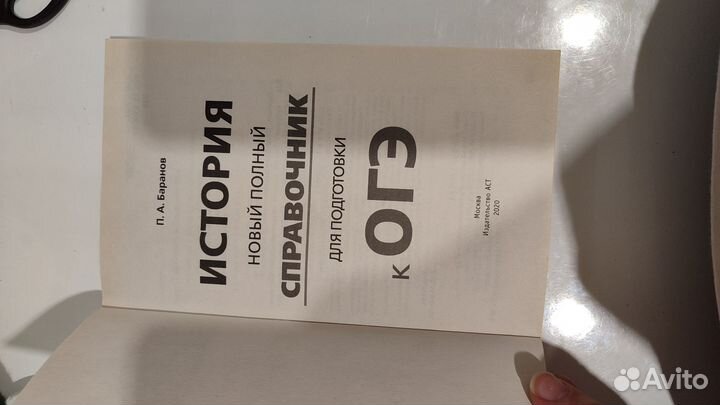 П. А. Баранов
ИСТОРИЯ
НОВЫЙ ПОЛНЫЙ
СПРАВОЧНИК
ДЛЯ ПОДГОТОВКИ
К ОГЭ
Москва
Издательство АСТ
2020
Avito